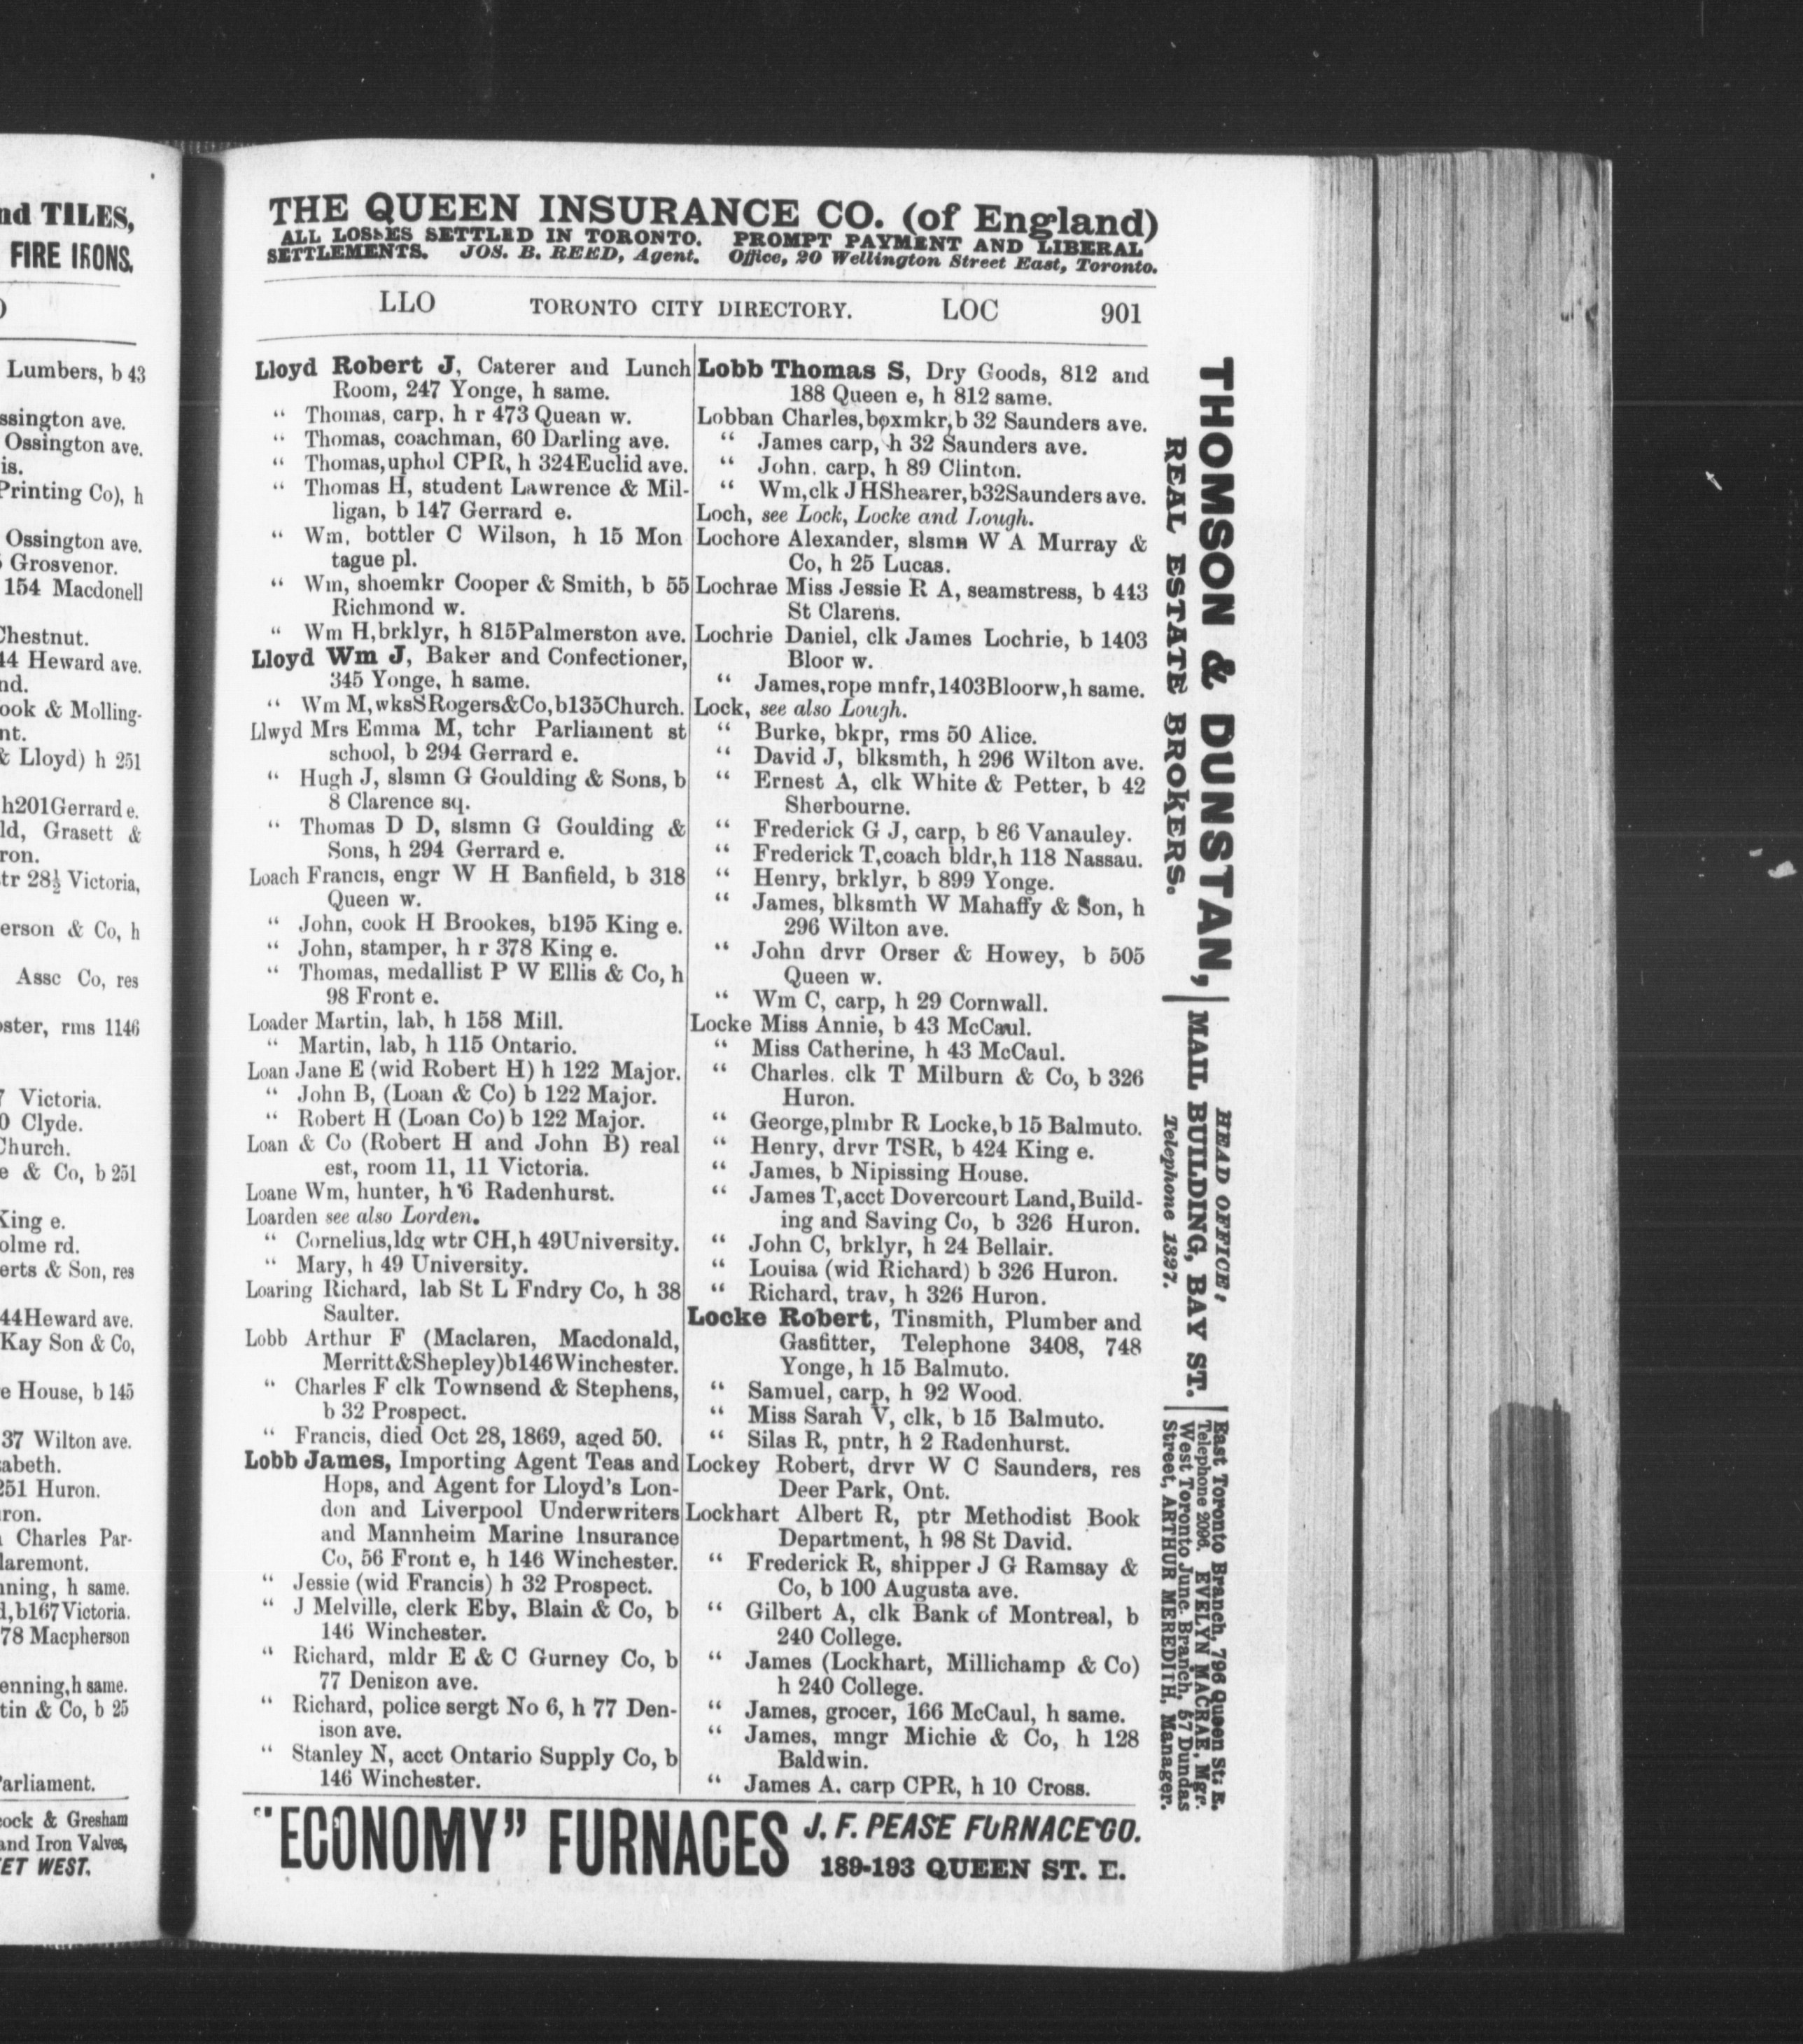 nd TILES,
FIRE IRONS.
Lumbers, b 43
ssington ave.
Ossington ave.
is.
Printing Co), h
Ossington ave.
Grosvenor.
154 Macdonell
Chestnut.
44 Heward ave.
nd.
ook & Molling-
nt.
& Lloyd) h 251
h201Gerrard e.
ld, Grasett &
ron.
tr 28½ Victoria,
erson & Co, h
Assc Co, res
oster, rms 1146
7 Victoria.
0 Clyde.
Church.
e & Co, b 251
King e.
olme rd.
erts & Son, res
44Heward ave.
Kay Son & Co,
e House, b 145
37 Wilton ave.
zabeth.
251 Huron.
ron.
Charles Par-
laremont.
nning, h same.
d,b167Victoria.
78 Macpherson
enning,h same.
tin & Co, b 25
Parliament.
cock & Gresham
and Iron Valves,
EET WEST.
THE QUEEN INSURANCE CO. (of England)
ALL LOSSES SETTLED IN TORONTO. PROMPT PAYMENT AND LIBERAL
SETTLEMENTS. JOS. B. REED, Agent. Office, 20 Wellington Street East, Toronto.
LLO TORONTO CITY DIRECTORY. LOC 901
Lloyd Robert J, Caterer and Lunch
Room, 247 Yonge, h same.
" Thomas, carp, h r 473 Quean w.
" Thomas, coachman, 60 Darling ave.
" Thomas,uphol CPR, h 324Euclid ave.
" Thomas H, student Lawrence & Mil-
ligan, b 147 Gerrard e.
" Wm, bottler C Wilson, h 15 Mon
tague pl.
" Wm, shoemkr Cooper & Smith, b 55
Richmond w.
" Wm H,brklyr, h 815Palmerston ave.
Lloyd Wm J, Baker and Confectioner,
345 Yonge, h same.
" Wm M,wksSRogers&Co,b135Church.
Llwyd Mrs Emma M, tchr Parliament st
school, b 294 Gerrard e.
" Hugh J, slsmn G Goulding & Sons, b
8 Clarence sq.
" Thomas D D, slsmn G Goulding &
Sons, h 294 Gerrard e.
Loach Francis, engr W H Banfield, b 318
Queen w.
" John, cook H Brookes, b195 King e.
" John, stamper, h r 378 King e.
" Thomas, medallist P W Ellis & Co, h
98 Front e.
Loader Martin, lab, h 158 Mill.
" Martin, lab, h 115 Ontario.
Loan Jane E (wid Robert H) h 122 Major.
" John B, (Loan & Co) b 122 Major.
" Robert H (Loan Co) b 122 Major.
Loan & Co (Robert H and John B) real
est, room 11, 11 Victoria.
Loane Wm, hunter, h 6 Radenhurst.
Loarden see also Lorden.
" Cornelius,ldg wtr CH,h 49University.
" Mary, h 49 University.
Loaring Richard, lab St L Fndry Co, h 38
Saulter.
Lobb Arthur F (Maclaren, Macdonald,
Merritt&Shepley)b146Winchester.
" Charles F clk Townsend & Stephens,
b 32 Prospect.
" Francis, died Oct 28, 1869, aged 50.
Lobb James, Importing Agent Teas and
Hops, and Agent for Lloyd's Lon-
don and Liverpool Underwriters
and Mannheim Marine Insurance
Co, 56 Front e, h 146 Winchester.
" Jessie (wid Francis) h 32 Prospect.
" J Melville, clerk Eby, Blain & Co, b
146 Winchester.
" Richard, mldr E & C Gurney Co, b
77 Denison ave.
" Richard, police sergt No 6, h 77 Den-
ison ave.
" Stanley N, acct Ontario Supply Co, b
146 Winchester.
Lobb Thomas S, Dry Goods, 812 and
188 Queen e, h 812 same.
Lobban Charles,boxmkr,b 32 Saunders ave.
" James carp, h 32 Saunders ave.
" John, carp, h 89 Clinton.
" Wm,clk JHShearer,b32Saunders ave.
Loch, see Lock, Locke and Lough.
Lochore Alexander, slsmn W A Murray &
Co, h 25 Lucas.
Lochrae Miss Jessie R A, seamstress, b 443
St Clarens.
Lochrie Daniel, clk James Lochrie, b 1403
Bloor w.
" James,rope mnfr,1403Bloorw,h same.
Lock, see also Lough.
" Burke, bkpr, rms 50 Alice.
" David J, blksmth, h 296 Wilton ave.
" Ernest A, clk White & Petter, b 42
Sherbourne.
" Frederick G J, carp, b 86 Vanauley.
" Frederick T,coach bldr,h 118 Nassau.
" Henry, brklyr, b 899 Yonge.
" James, blksmth W Mahaffy & Son, h
296 Wilton ave.
" John drvr Orser & Howey, b 505
Queen w.
" Wm C, carp, h 29 Cornwall.
Locke Miss Annie, b 43 McCaul.
" Miss Catherine, h 43 McCaul.
" Charles. clk T Milburn & Co, b 326
Huron.
" George,plmbr R Locke,b 15 Balmuto.
" Henry, drvr TSR, b 424 King e.
" James, b Nipissing House.
" James T,acct Dovercourt Land,Build-
ing and Saving Co, b 326 Huron.
" John C, brklyr, h 24 Bellair.
" Louisa (wid Richard) b 326 Huron.
" Richard, trav, h 326 Huron.
Locke Robert, Tinsmith, Plumber and
Gasfitter, Telephone 3408, 748
Yonge, h 15 Balmuto.
" Samuel, carp, h 92 Wood.
" Miss Sarah V, clk, b 15 Balmuto.
" Silas R, pntr, h 2 Radenhurst.
Lockey Robert, drvr W C Saunders, res
Deer Park, Ont.
Lockhart Albert R, ptr Methodist Book
Department, h 98 St David.
" Frederick R, shipper J G Ramsay &
Co, b 100 Augusta ave.
" Gilbert A, clk Bank of Montreal, b
240 College.
" James (Lockhart, Millichamp & Co)
h 240 College.
" James, grocer, 166 McCaul, h same.
" James, mngr Michie & Co, h 128
Baldwin.
" James A. carp CPR, h 10 Cross.
THOMSON & DUNSTAN,
REAL ESTATE BROKERS.
HEAD OFFICE,
MAIL BUILDING, BAY ST.
Telephone 1327.
East Toronto Branch, 796 Queen St. E.
Telephone 2096. EVELYN MACRAE, Mgr.
West Toronto Junc. Branch, 57 Dundas
Street, ARTHUR MEREDITH, Manager.
"ECONOMY" FURNACES J. F. PEASE FURNACE CO.
189-193 QUEEN ST. E.